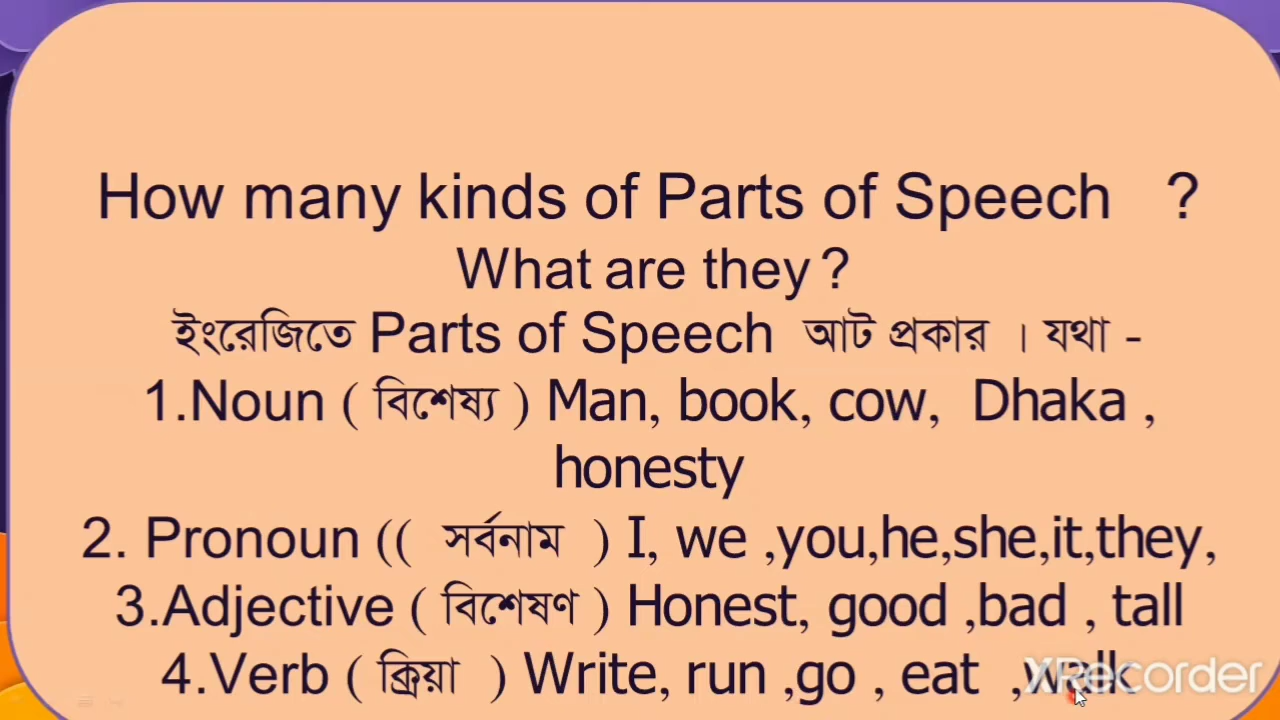 How many kinds of Parts of Speech ?
What are they ?
ইংরেজিতে Parts of Speech আট প্রকার । যথা -
1.Noun ( বিশেষ্য ) Man, book, cow, Dhaka ,
honesty
2. Pronoun (( সর্বনাম ) I, we ,you,he,she,it,they,
3.Adjective ( বিশেষণ ) Honest, good ,bad , tall
4.Verb ( ক্রিয়া ) Write, run ,go , eat ,walk
XRecorder